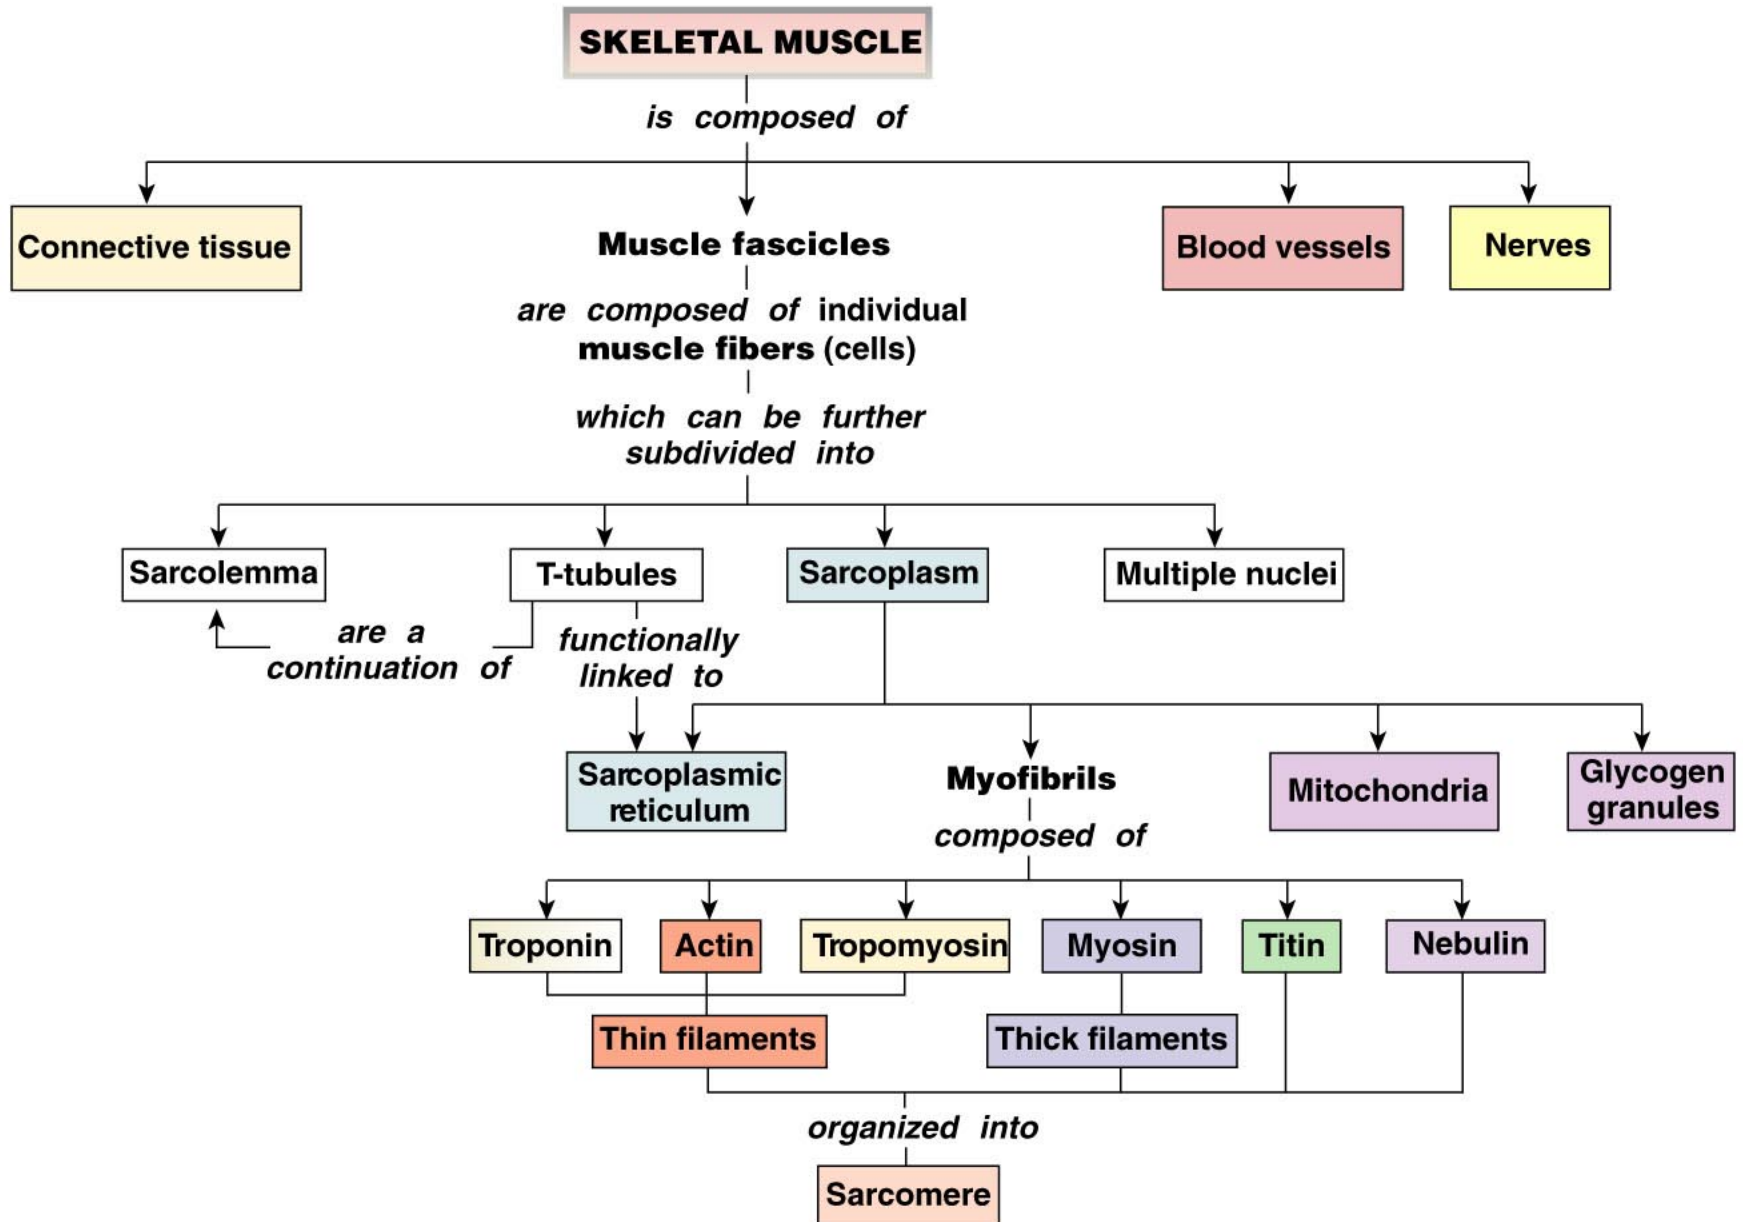 SKELETAL MUSCLE
is composed of
Connective tissue
Muscle fascicles
Blood vessels
Nerves
are composed of individual
muscle fibers (cells)
which can be further
subdivided into
Sarcolemma
T-tubules
Sarcoplasm
Multiple nuclei
are a
continuation of
functionally
linked to
Sarcoplasmic
reticulum
Myofibrils
Mitochondria
Glycogen
granules
composed of
Troponin
Actin
Tropomyosin
Myosin
Titin
Nebulin
Thin filaments
Thick filaments
organized into
Sarcomere